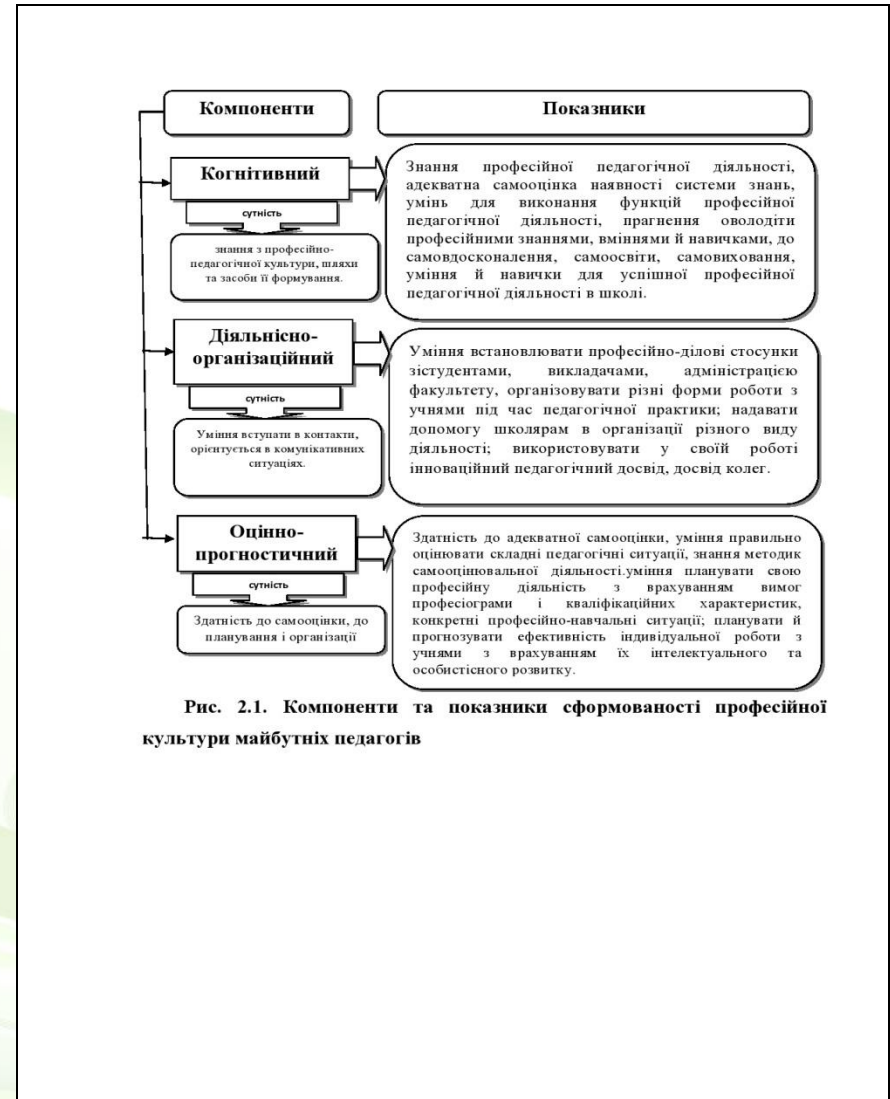 Компоненти
Показники
Когнітивний
сутність
знання з професійно-
педагогічної культури, шляхи
та засоби її формування.
Знання професійної педагогічної діяльності,
адекватна самооцінка наявності системи знань,
умінь для виконання функцій професійної
педагогічної діяльності, прагнення оволодіти
професійними знаннями, вміннями й навичками, до
самовдосконалення, самоосвіти, самовиховання,
уміння й навички для успішної професійної
педагогічної діяльності в школі.
Діяльнісно-
організаційний
сутність
Уміння вступати в контакти,
орієнтується в комунікативних
ситуаціях.
Уміння встановлювати професійно-ділові стосунки
зістудентами, викладачами, адміністрацією
факультету, організовувати різні форми роботи з
учнями під час педагогічної практики; надавати
допомогу школярам в організації різного виду
діяльності; використовувати у своїй роботі
інноваційний педагогічний досвід, досвід колег.
Оцінно-
прогностичний
сутність
Здатність до самооцінки, до
планування і організації
Здатність до адекватної самооцінки, уміння правильно
оцінювати складні педагогічні ситуації, знання методик
самооцінювальної діяльності.уміння планувати свою
професійну діяльність з врахуванням вимог
професіограми і кваліфікаційних характеристик,
конкретні професійно-навчальні ситуації; планувати й
прогнозувати ефективність індивідуальної роботи з
учнями з врахуванням їх інтелектуального та
особистісного розвитку.
Рис. 2.1. Компоненти та показники сформованості професійної
культури майбутніх педагогів